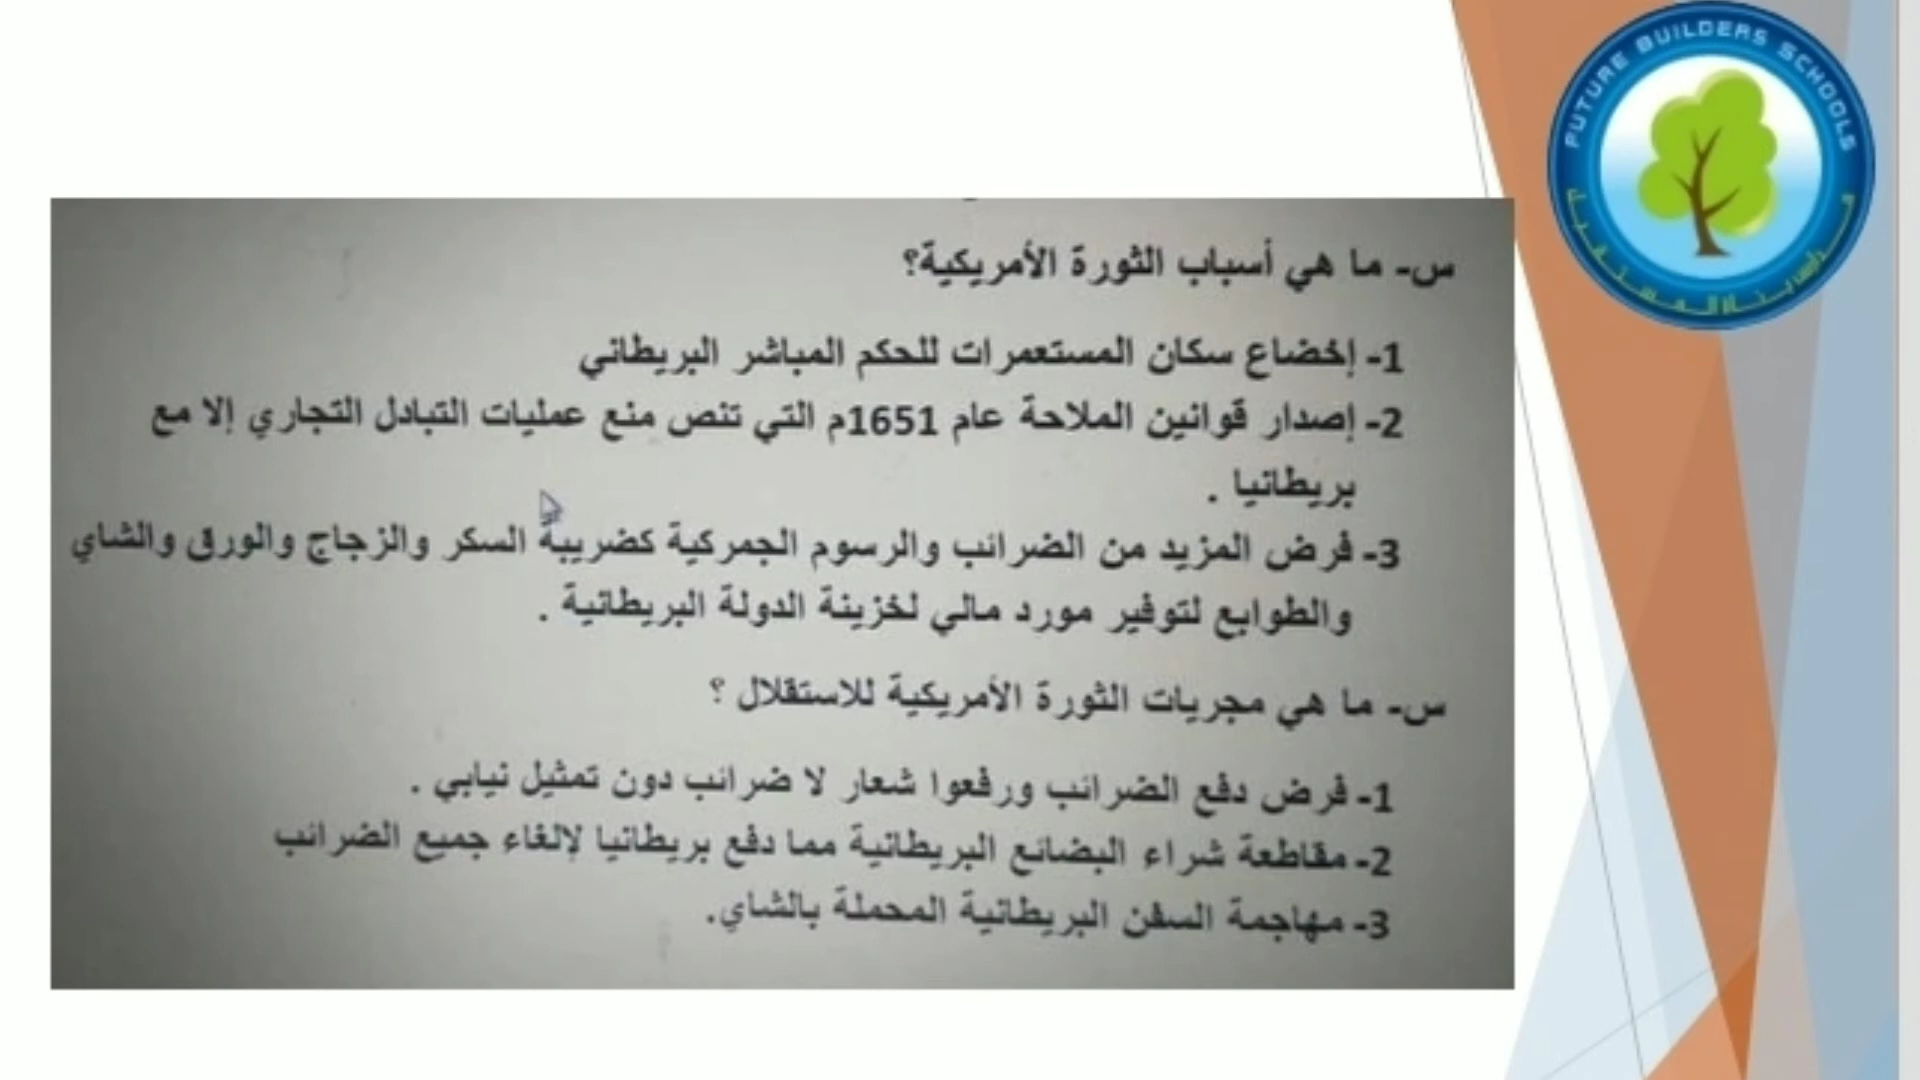 FUTURE BUILDERS SCHOOLS
مدارس بناة المستقبل
س- ما هي أسباب الثورة الأمريكية؟
1- إخضاع سكان المستعمرات للحكم المباشر البريطاني
2- إصدار قوانين الملاحة عام 1651م التي تنص منع عمليات التبادل التجاري إلا مع
بريطانيا .
3- فرض المزيد من الضرائب والرسوم الجمركية كضريبة السكر والزجاج والورق والشاي
والطوابع لتوفير مورد مالي لخزينة الدولة البريطانية .
س- ما هي مجريات الثورة الأمريكية للاستقلال ؟
1- فرض دفع الضرائب ورفعوا شعار لا ضرائب دون تمثيل نيابي .
2- مقاطعة شراء البضائع البريطانية مما دفع بريطانيا لإلغاء جميع الضرائب
3- مهاجمة السفن البريطانية المحملة بالشاي.